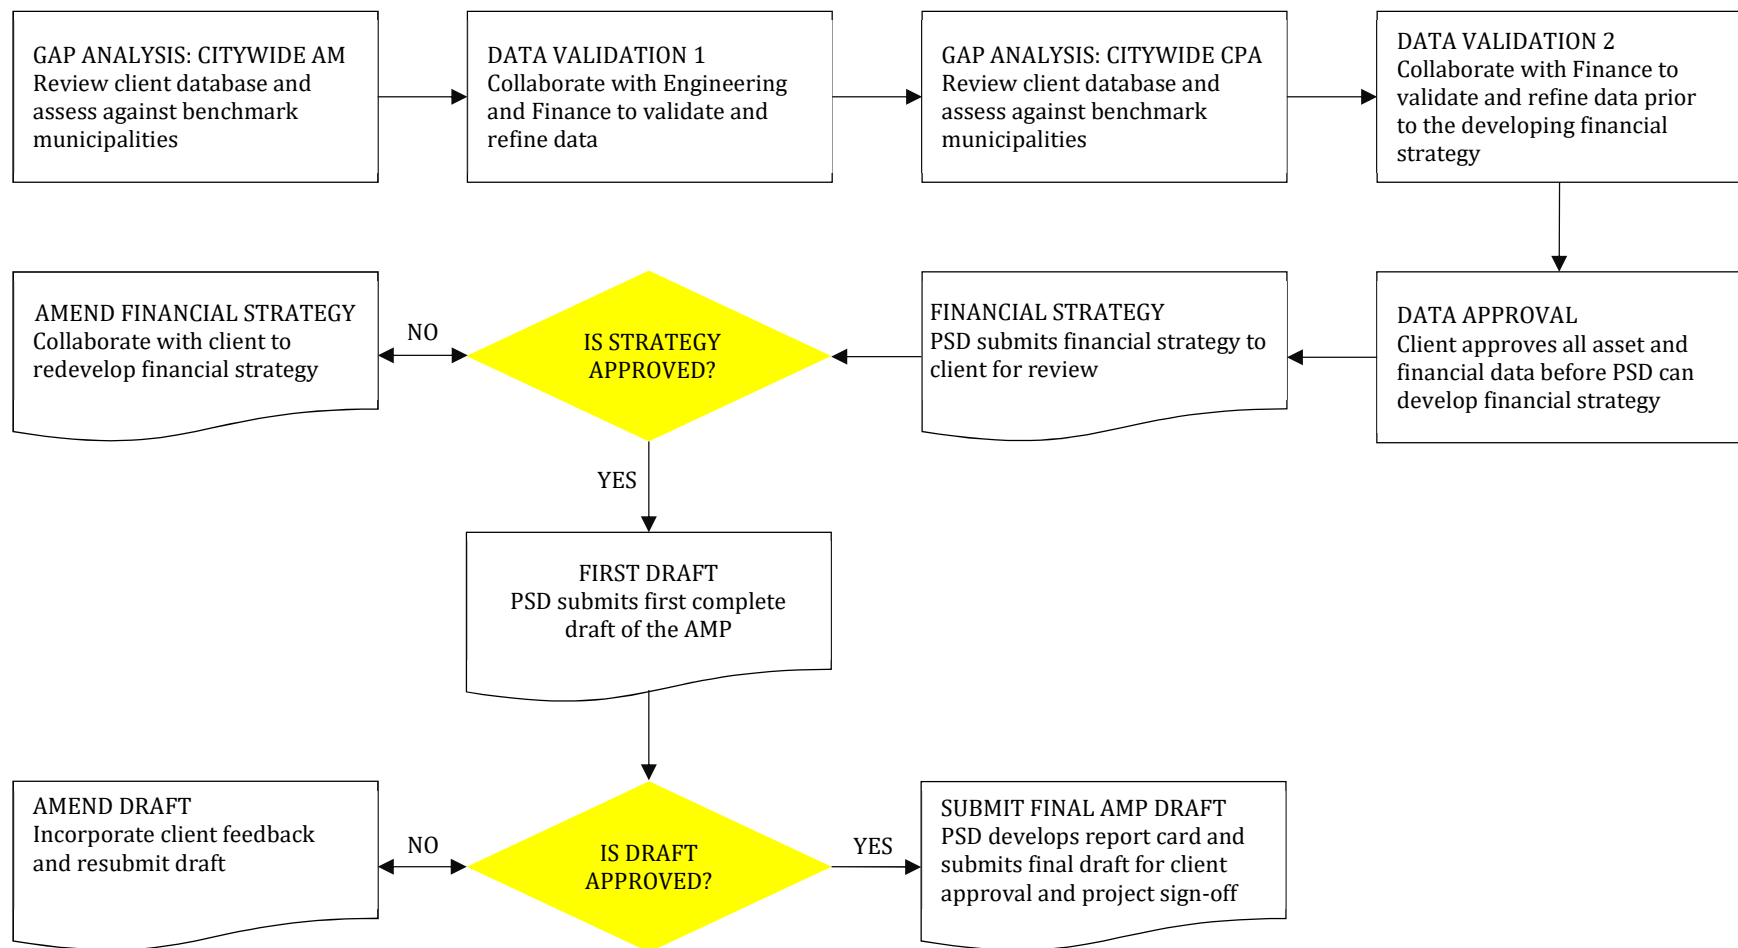 GAP ANALYSIS: CITYWIDE AM
Review client database and
assess against benchmark
municipalities
DATA VALIDATION 1
Collaborate with Engineering
and Finance to validate and
refine data
GAP ANALYSIS: CITYWIDE CPA
Review client database and
assess against benchmark
municipalities
DATA VALIDATION 2
Collaborate with Finance to
validate and refine data prior
to the developing financial
strategy
DATA APPROVAL
Client approves all asset and
financial data before PSD can
develop financial strategy
FINANCIAL STRATEGY
PSD submits financial strategy to
client for review
IS STRATEGY
APPROVED?
NO
AMEND FINANCIAL STRATEGY
Collaborate with client to
redevelop financial strategy
YES
FIRST DRAFT
PSD submits first complete
draft of the AMP
IS DRAFT
APPROVED?
NO
AMEND DRAFT
Incorporate client feedback
and resubmit draft
YES
SUBMIT FINAL AMP DRAFT
PSD develops report card and
submits final draft for client
approval and project sign-off